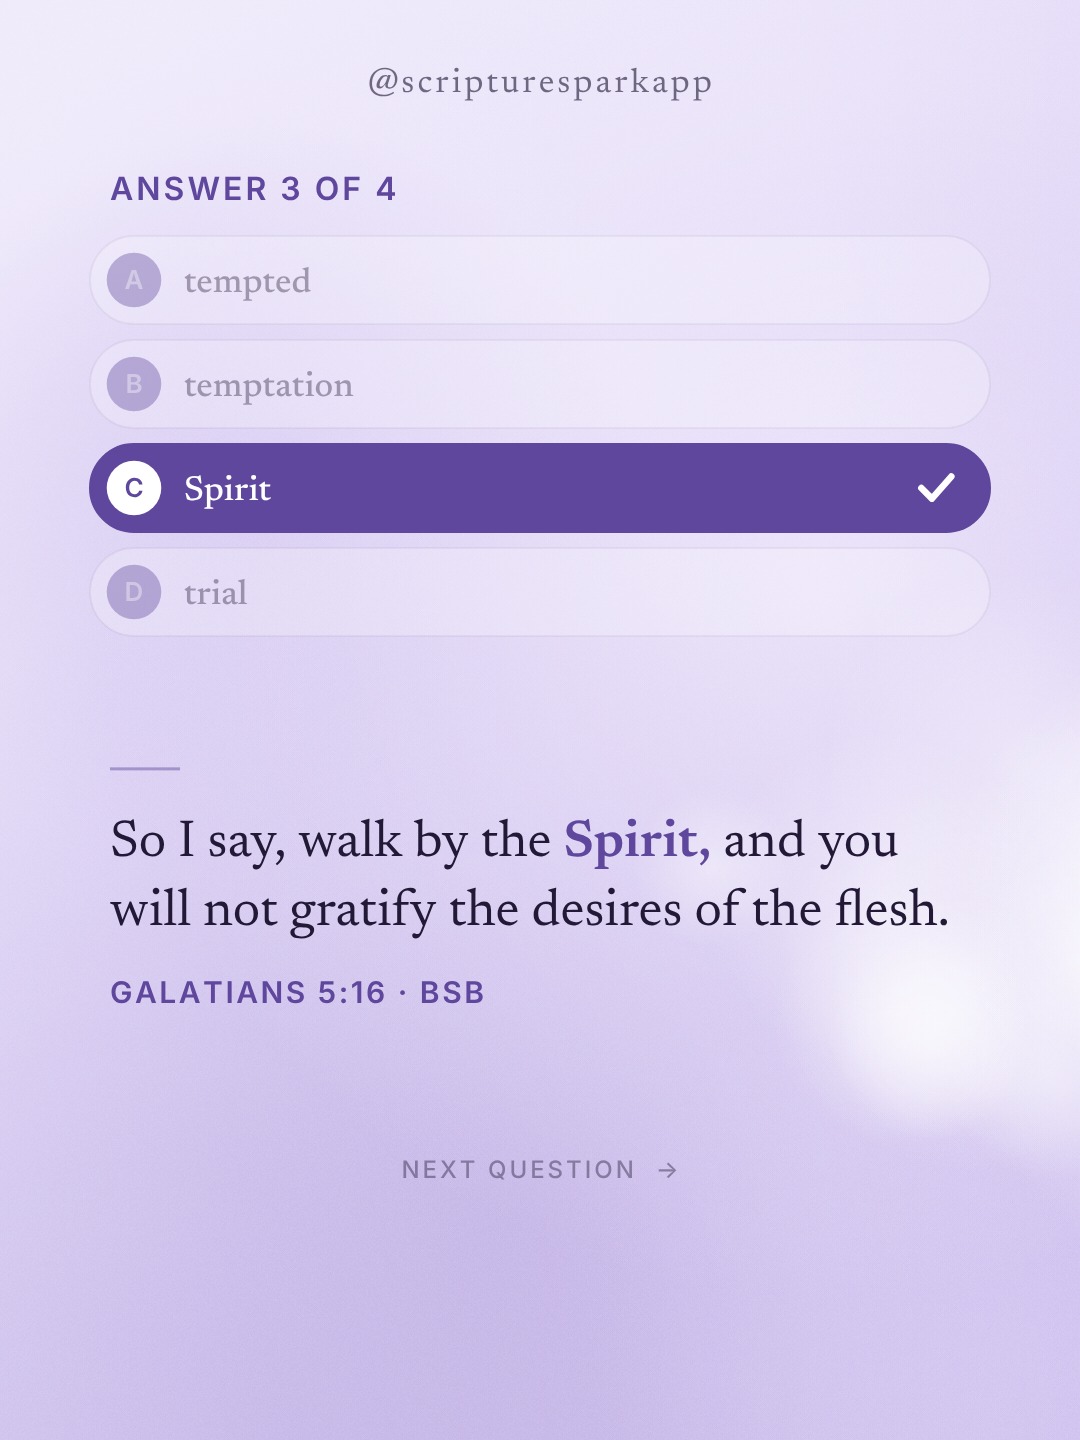 @scripturesparkapp
ANSWER 3 OF 4
A tempted
B temptation
C Spirit
D trial
So I say, walk by the Spirit, and you
will not gratify the desires of the flesh.
GALATIANS 5:16 · BSB
NEXT QUESTION →